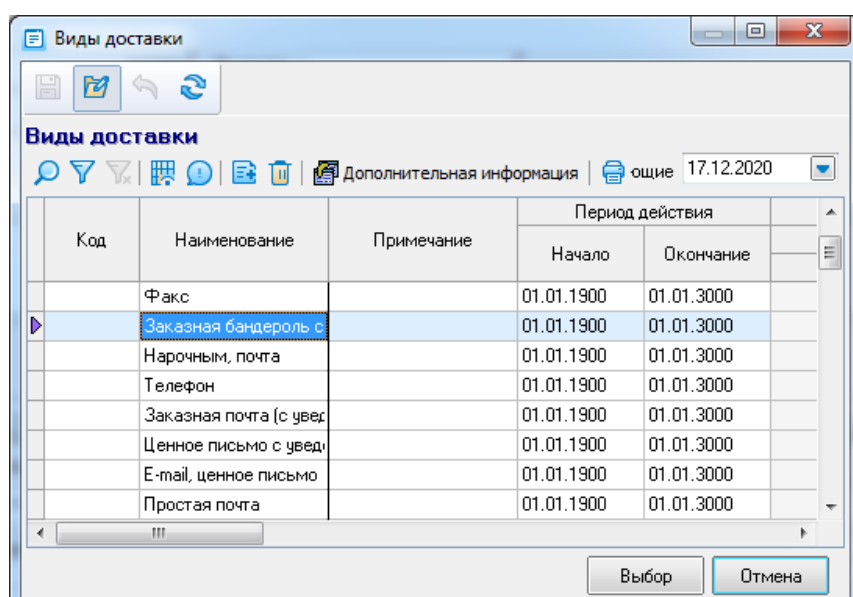 Виды доставки
Виды доставки
Дополнительная информация ощие 17.12.2020
Период действия
Код Наименование Примечание Начало Окончание
Факс 01.01.1900 01.01.3000
Заказная бандероль с 01.01.1900 01.01.3000
Нарочным, почта 01.01.1900 01.01.3000
Телефон 01.01.1900 01.01.3000
Заказная почта (с увед 01.01.1900 01.01.3000
Ценное письмо с увед 01.01.1900 01.01.3000
E-mail, ценное письмо 01.01.1900 01.01.3000
Простая почта 01.01.1900 01.01.3000
Выбор Отмена